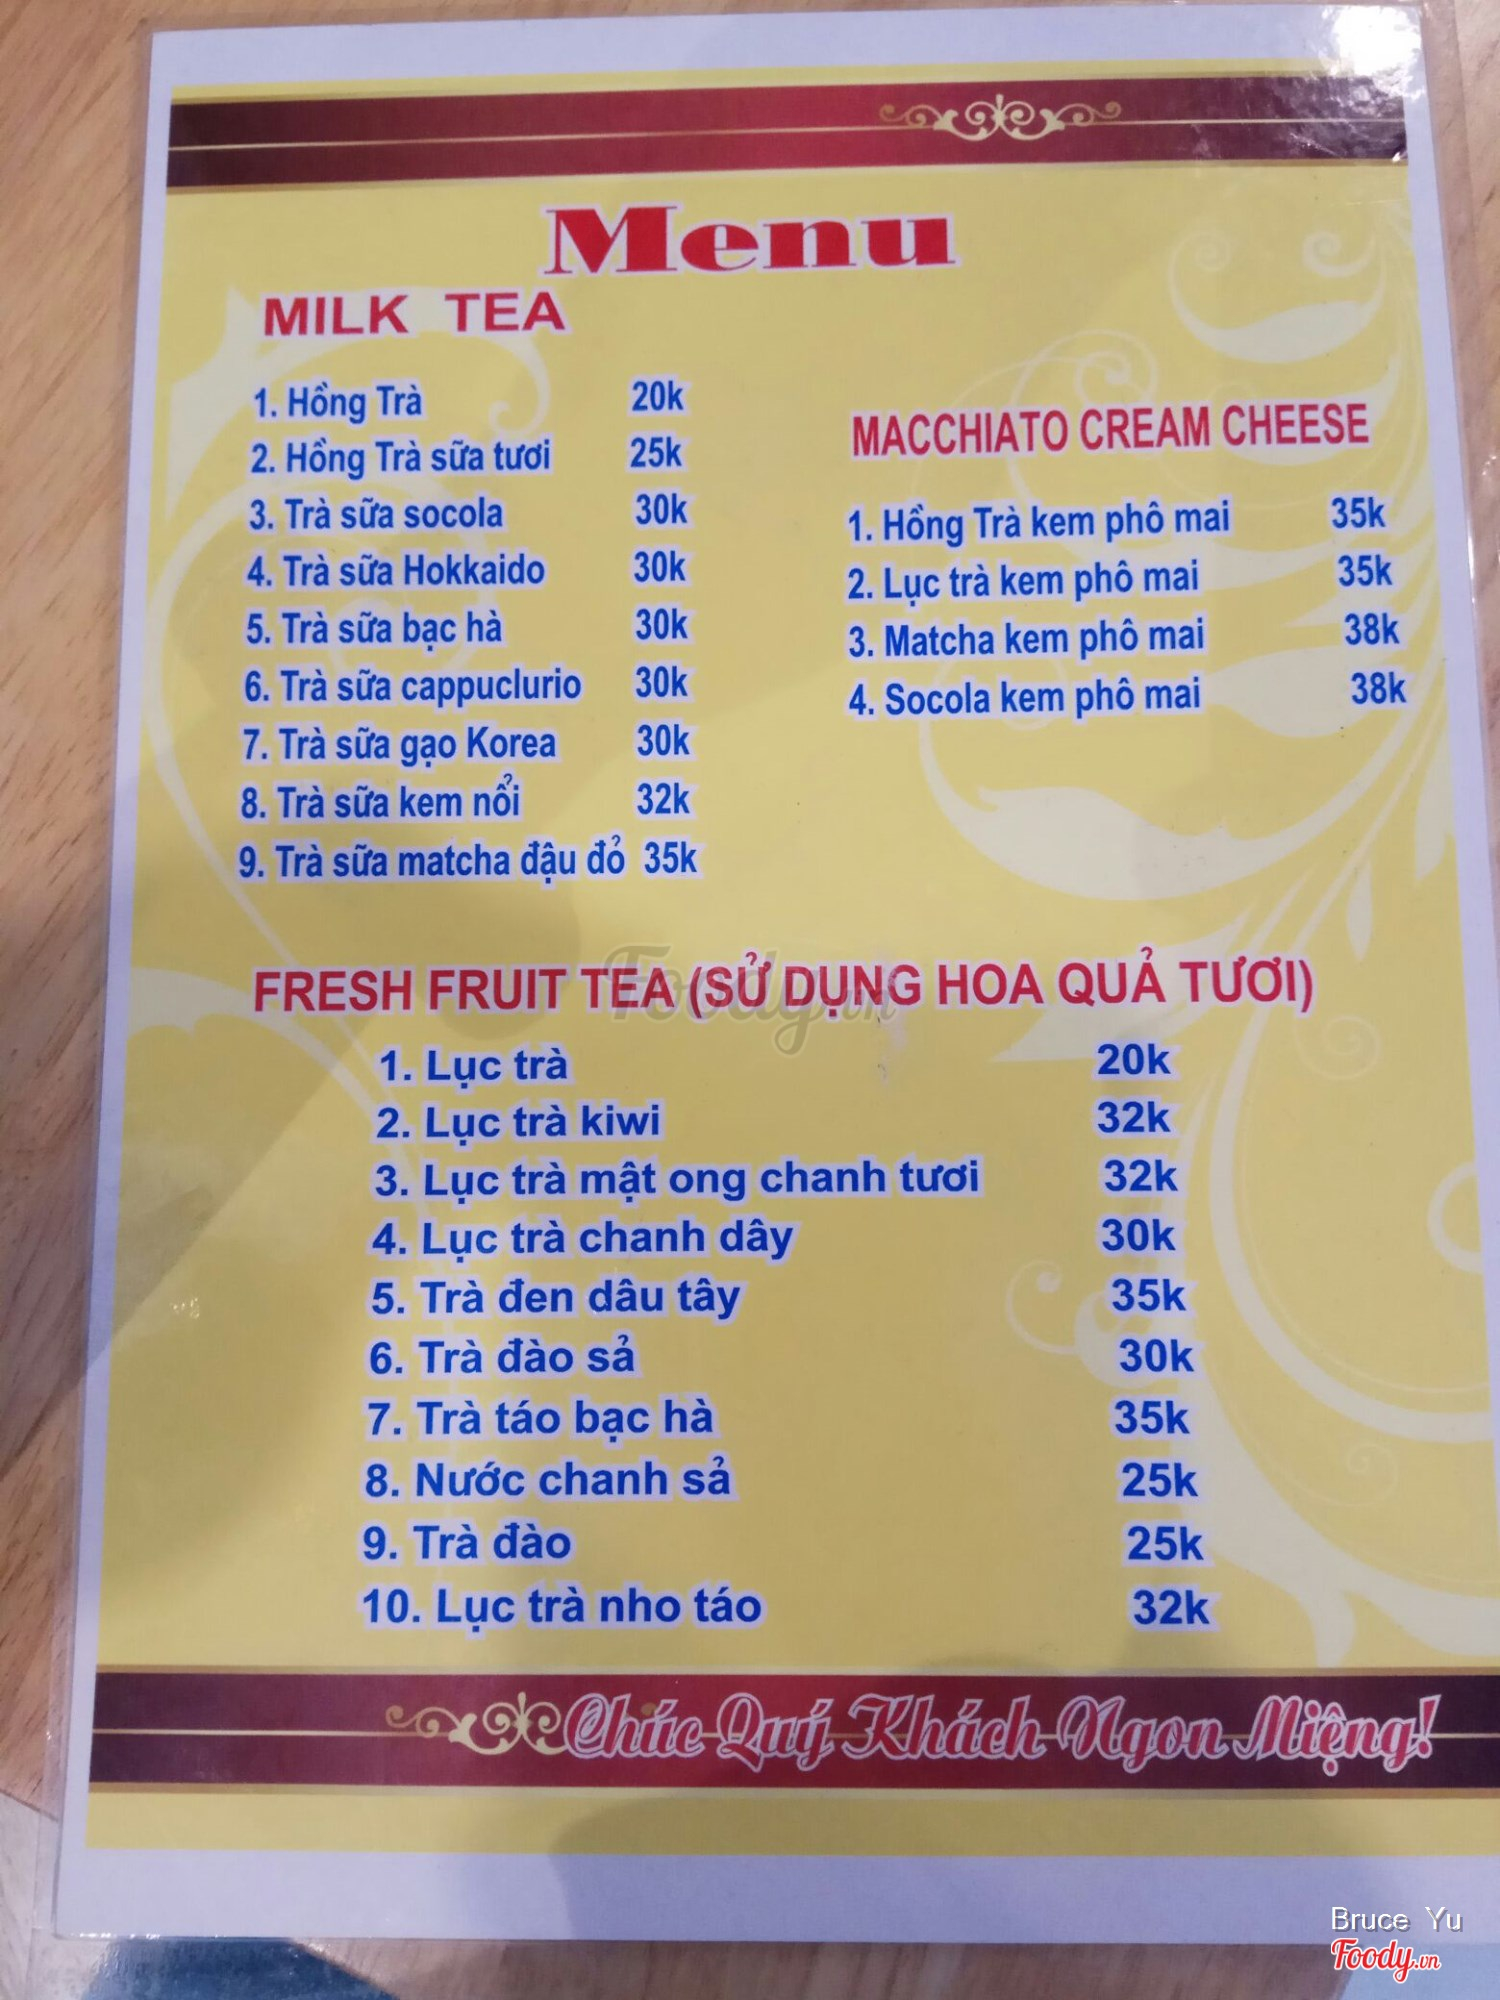 Menu
MILK TEA
1. Hồng Trà 20k
2. Hồng Trà sữa tươi 25k
3. Trà sữa socola 30k
4. Trà sữa Hokkaido 30k
5. Trà sữa bạc hà 30k
6. Trà sữa cappuclurio 30k
7. Trà sữa gạo Korea 30k
8. Trà sữa kem nổi 32k
9. Trà sữa matcha đậu đỏ 35k
MACCHIATO CREAM CHEESE
1. Hồng Trà kem phô mai 35k
2. Lục trà kem phô mai 35k
3. Matcha kem phô mai 38k
4. Socola kem phô mai 38k
FRESH FRUIT TEA (SỬ DỤNG HOA QUẢ TƯƠI)
Foody.vn
1. Lục trà 20k
2. Lục trà kiwi 32k
3. Lục trà mật ong chanh tươi 32k
4. Lục trà chanh dây 30k
5. Trà đen dâu tây 35k
6. Trà đào sả 30k
7. Trà táo bạc hà 35k
8. Nước chanh sả 25k
9. Trà đào 25k
10. Lục trà nho táo 32k
Chúc Quý Khách Ngon Miệng!
Bruce Yu
Foody.vn